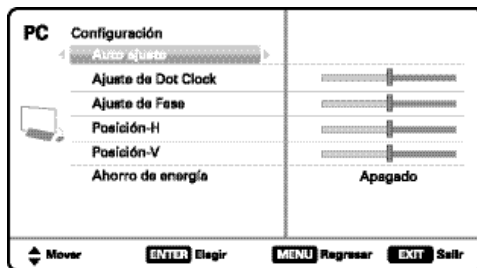 PC Configuración
Auto ajuste
Ajuste de Dot Clock
Ajuste de Fase
Posición-H
Posición-V
Ahorro de energía Apagado
Mover ENTER Elegir MENU Regresar EXIT Salir